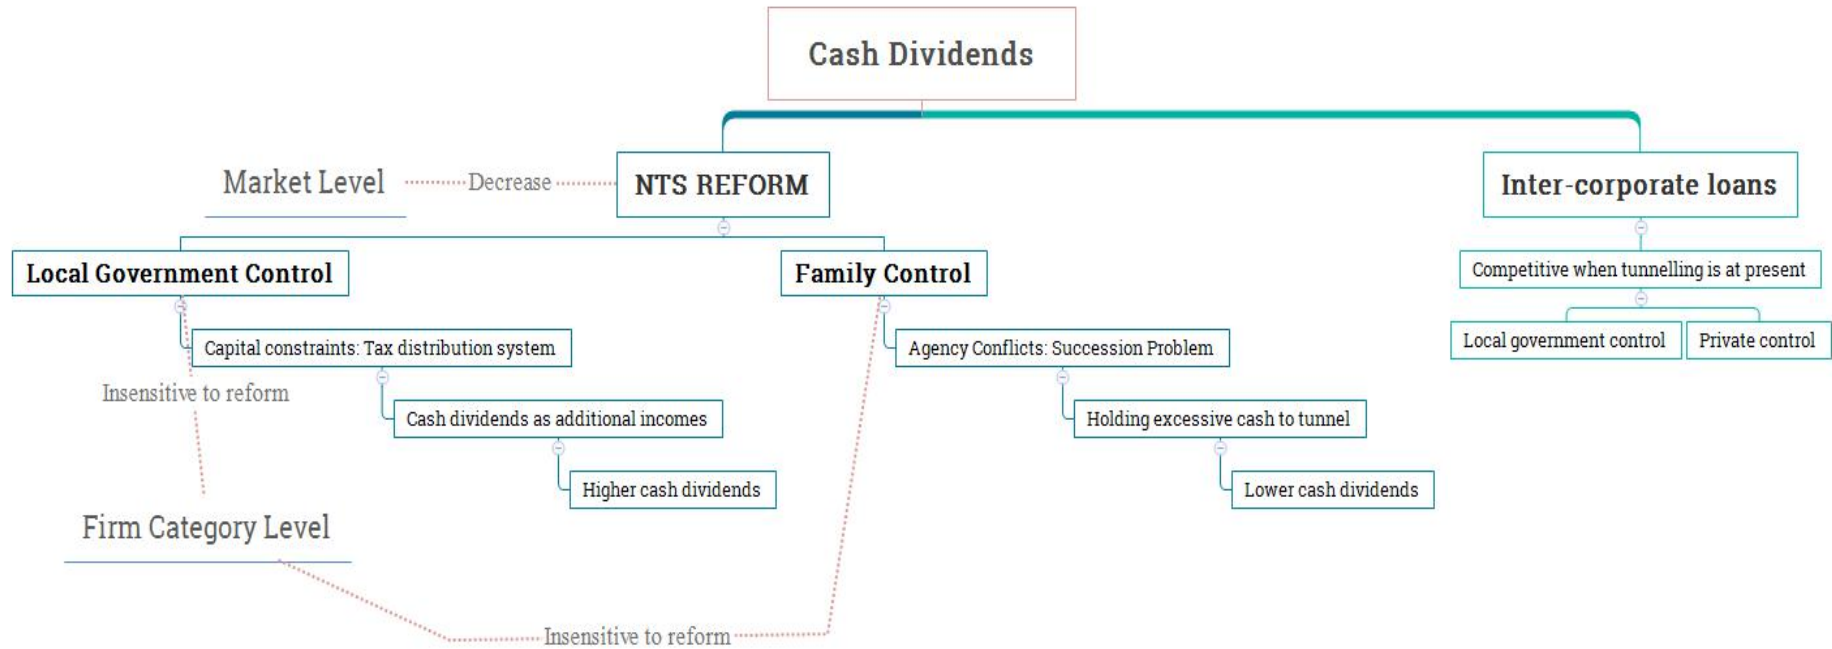 Cash Dividends
Market Level
Decrease
NTS REFORM
Inter-corporate loans
Local Government Control
Family Control
Competitive when tunnelling is at present
Capital constraints: Tax distribution system
Agency Conflicts: Succession Problem
Local government control
Private control
Insensitive to reform
Cash dividends as additional incomes
Holding excessive cash to tunnel
Higher cash dividends
Lower cash dividends
Firm Category Level
Insensitive to reform